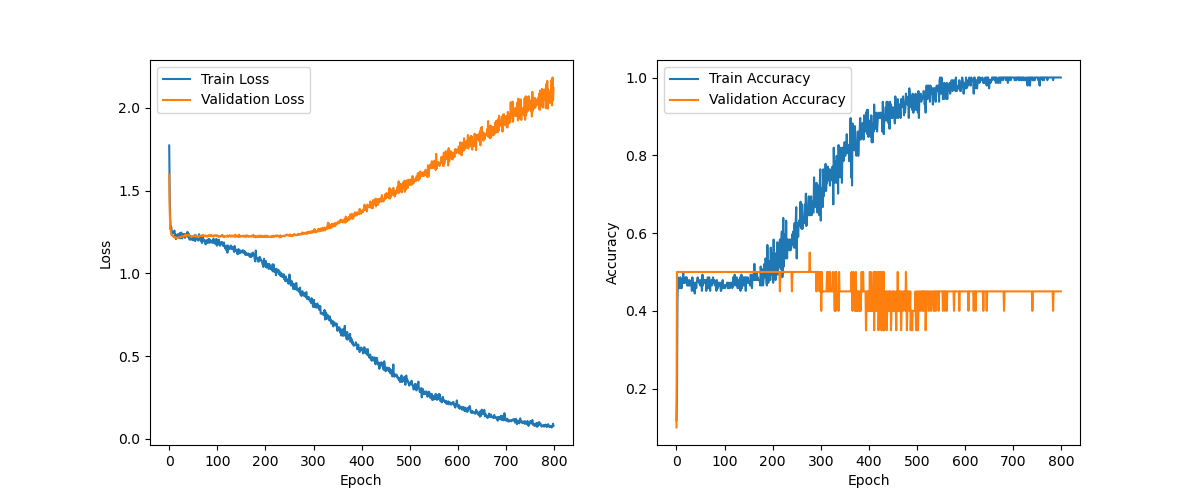 Train Loss
Validation Loss
2.0
1.5
1.0
0.5
0.0
Loss
0 100 200 300 400 500 600 700 800
Epoch
Train Accuracy
Validation Accuracy
1.0
0.8
0.6
0.4
0.2
Accuracy
0 100 200 300 400 500 600 700 800
Epoch